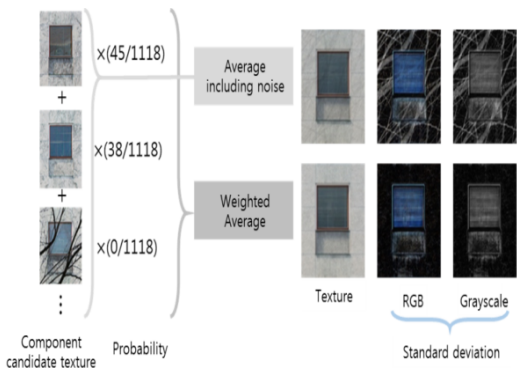 ×(45/1118)
+
×(38/1118)
+
×(0/1118)
⋮
Component
candidate texture
Probability
Average
including noise
Weighted
Average
Texture
RGB
Grayscale
Standard deviation